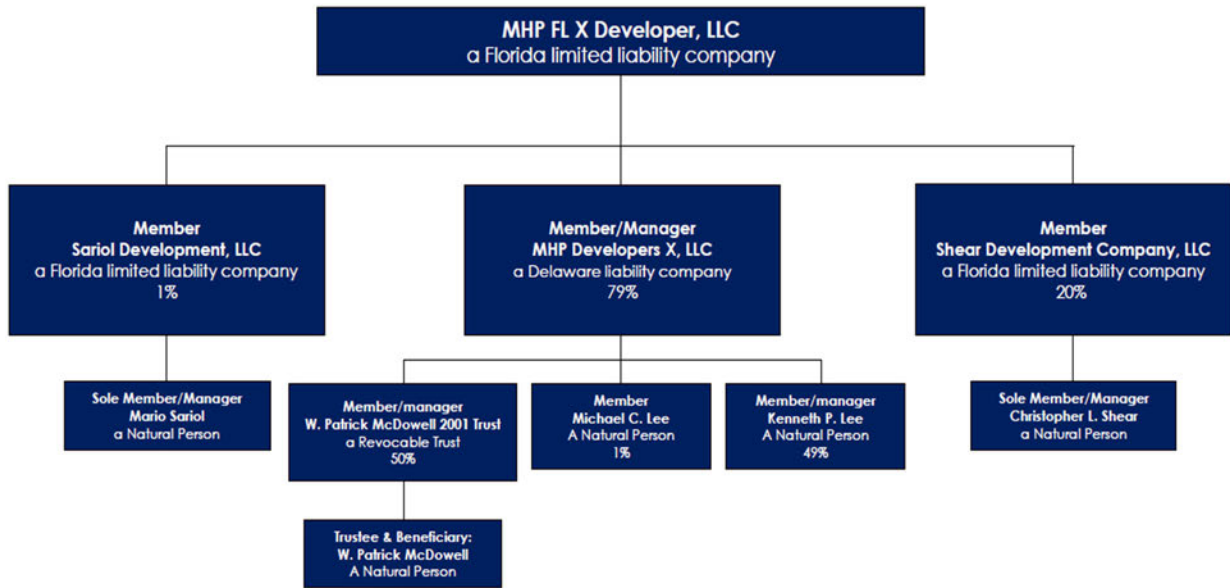 MHP FL X Developer, LLC
a Florida limited liability company
Member
Sariol Development, LLC
a Florida limited liability company
1%
Member/Manager
MHP Developers X, LLC
a Delaware liability company
79%
Member
Shear Development Company, LLC
a Florida limited liability company
20%
Sole Member/Manager
Mario Sariol
a Natural Person
Member/manager
W. Patrick McDowell 2001 Trust
a Revocable Trust
50%
Member
Michael C. Lee
A Natural Person
1%
Member/manager
Kenneth P. Lee
A Natural Person
49%
Sole Member/Manager
Christopher L. Shear
a Natural Person
Trustee & Beneficiary:
W. Patrick McDowell
A Natural Person